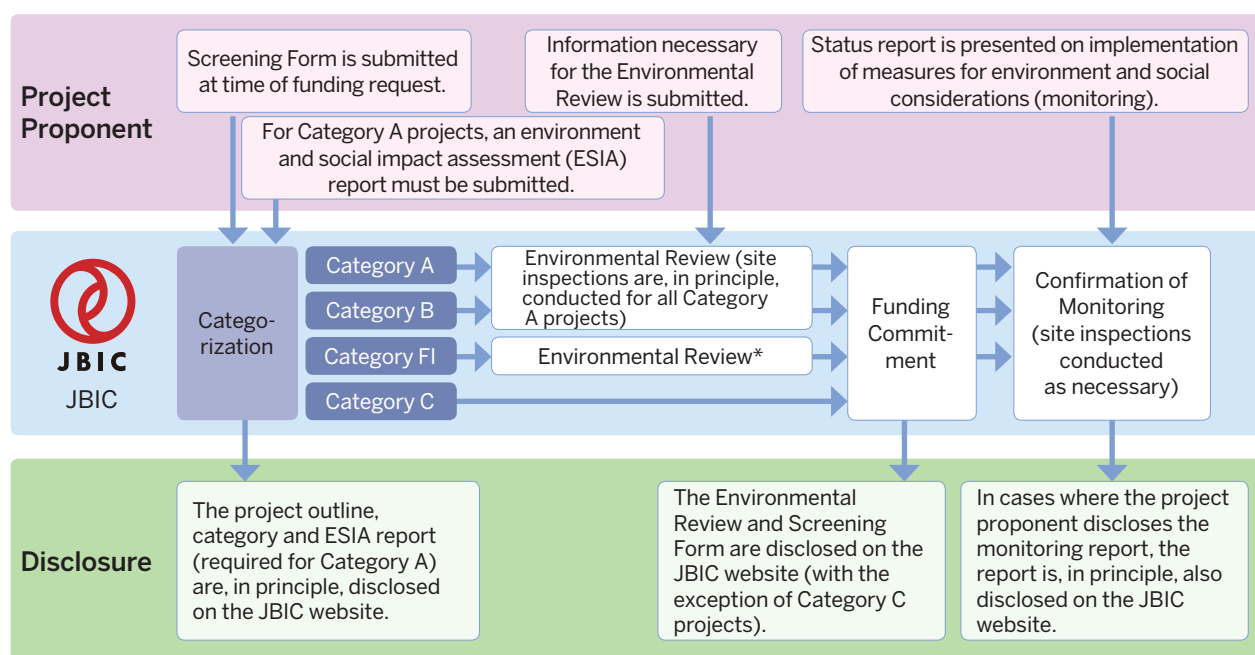 Project
Proponent
Screening Form is submitted
at time of funding request.
For Category A projects, an environment
and social impact assessment (ESIA)
report must be submitted.
Information necessary
for the Environmental
Review is submitted.
Status report is presented on implementation
of measures for environment and social
considerations (monitoring).
JBIC
JBIC
Catego-
rization
Category A
Category B
Category FI
Category C
Environmental Review (site
inspections are, in principle,
conducted for all Category
A projects)
Environmental Review*
Funding
Commit-
ment
Confirmation of
Monitoring
(site inspections
conducted
as necessary)
Disclosure
The project outline,
category and ESIA report
(required for Category A)
are, in principle, disclosed
on the JBIC website.
The Environmental
Review and Screening
Form are disclosed on the
JBIC website (with the
exception of Category C
projects).
In cases where the project
proponent discloses the
monitoring report, the
report is, in principle, also
disclosed on the JBIC
website.